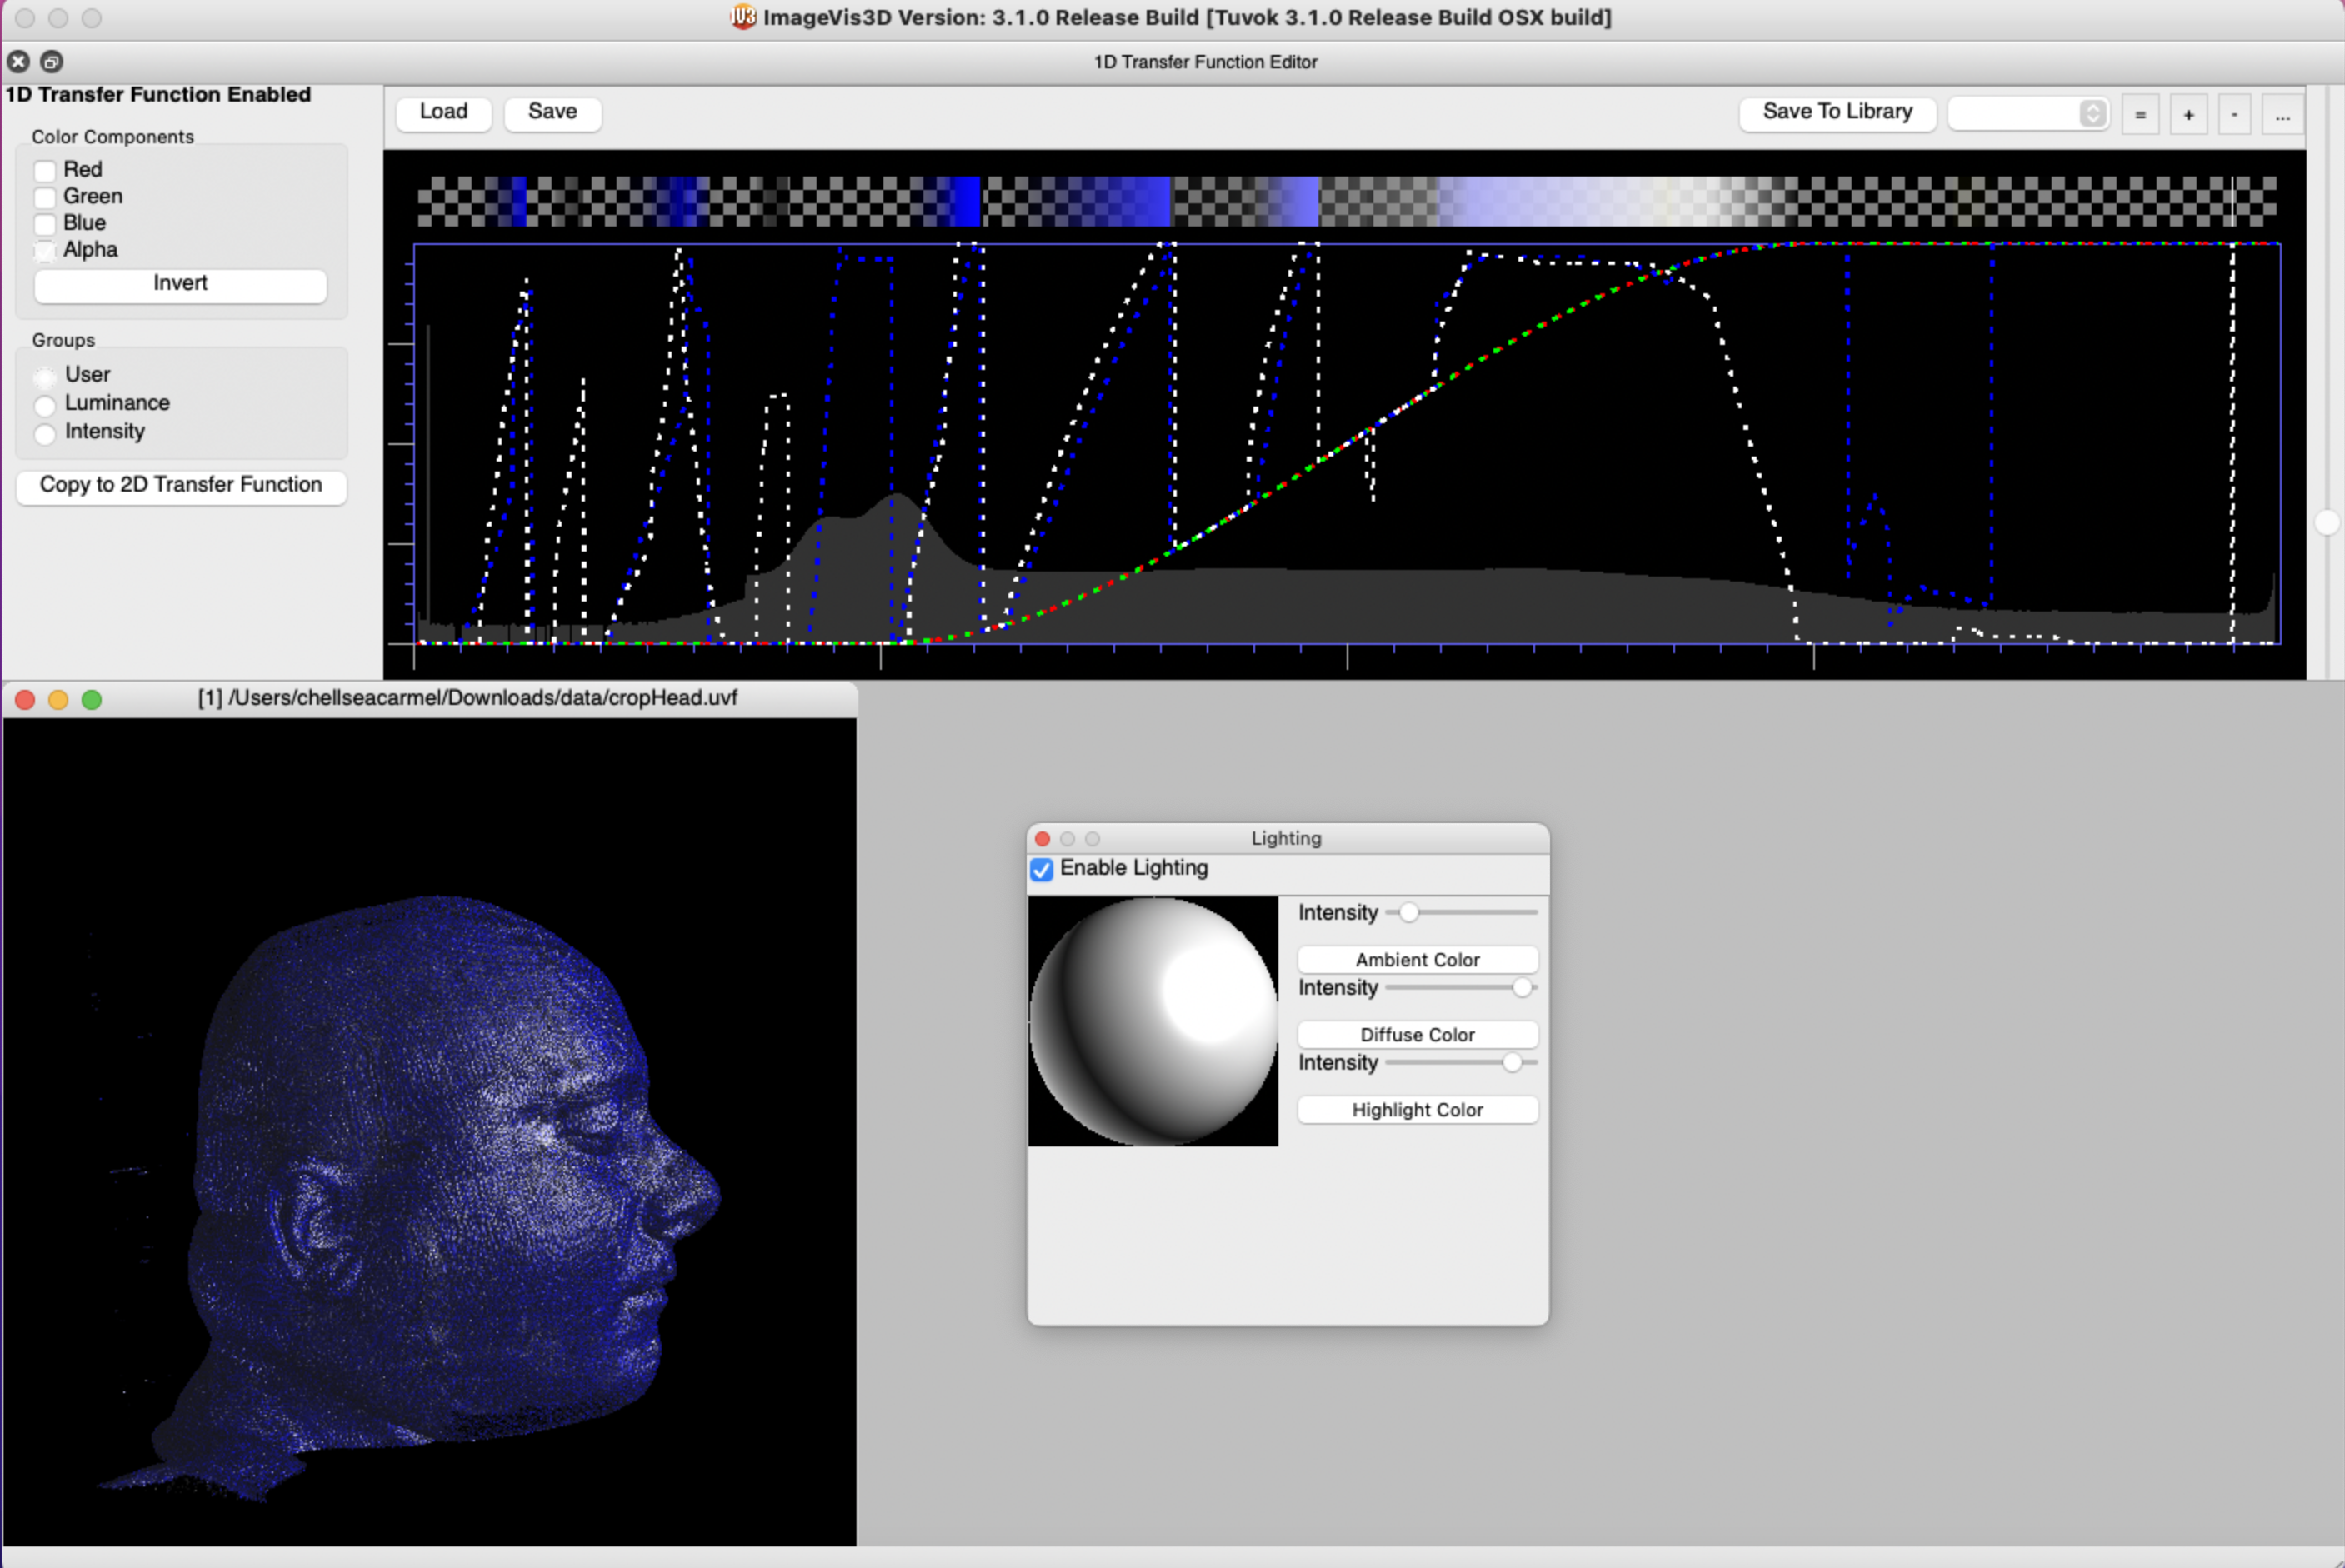 ImageVis3D Version: 3.1.0 Release Build [Tuvok 3.1.0 Release Build OSX build]
1D Transfer Function Editor
1D Transfer Function Enabled
Load
Save
Save To Library
=
+
-
...
Color Components
Red
Green
Blue
Alpha
Invert
Groups
User
Luminance
Intensity
Copy to 2D Transfer Function
[1] /Users/chellseacarmel/Downloads/data/cropHead.uvf
Lighting
Enable Lighting
Intensity
Ambient Color
Intensity
Diffuse Color
Intensity
Highlight Color